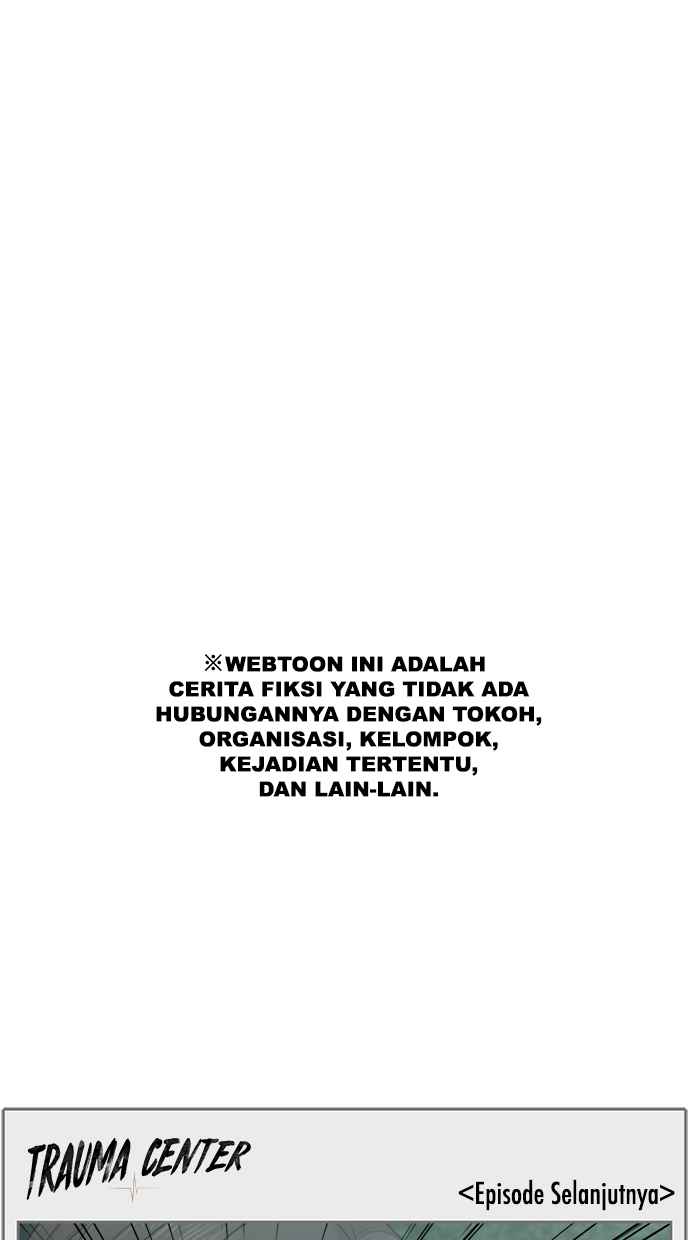 ※WEBTOON INI ADALAH
CERITA FIKSI YANG TIDAK ADA
HUBUNGANNYA DENGAN TOKOH,
ORGANISASI, KELOMPOK,
KEJADIAN TERTENTU,
DAN LAIN-LAIN.
TRAUMA CENTER
<Episode Selanjutnya>